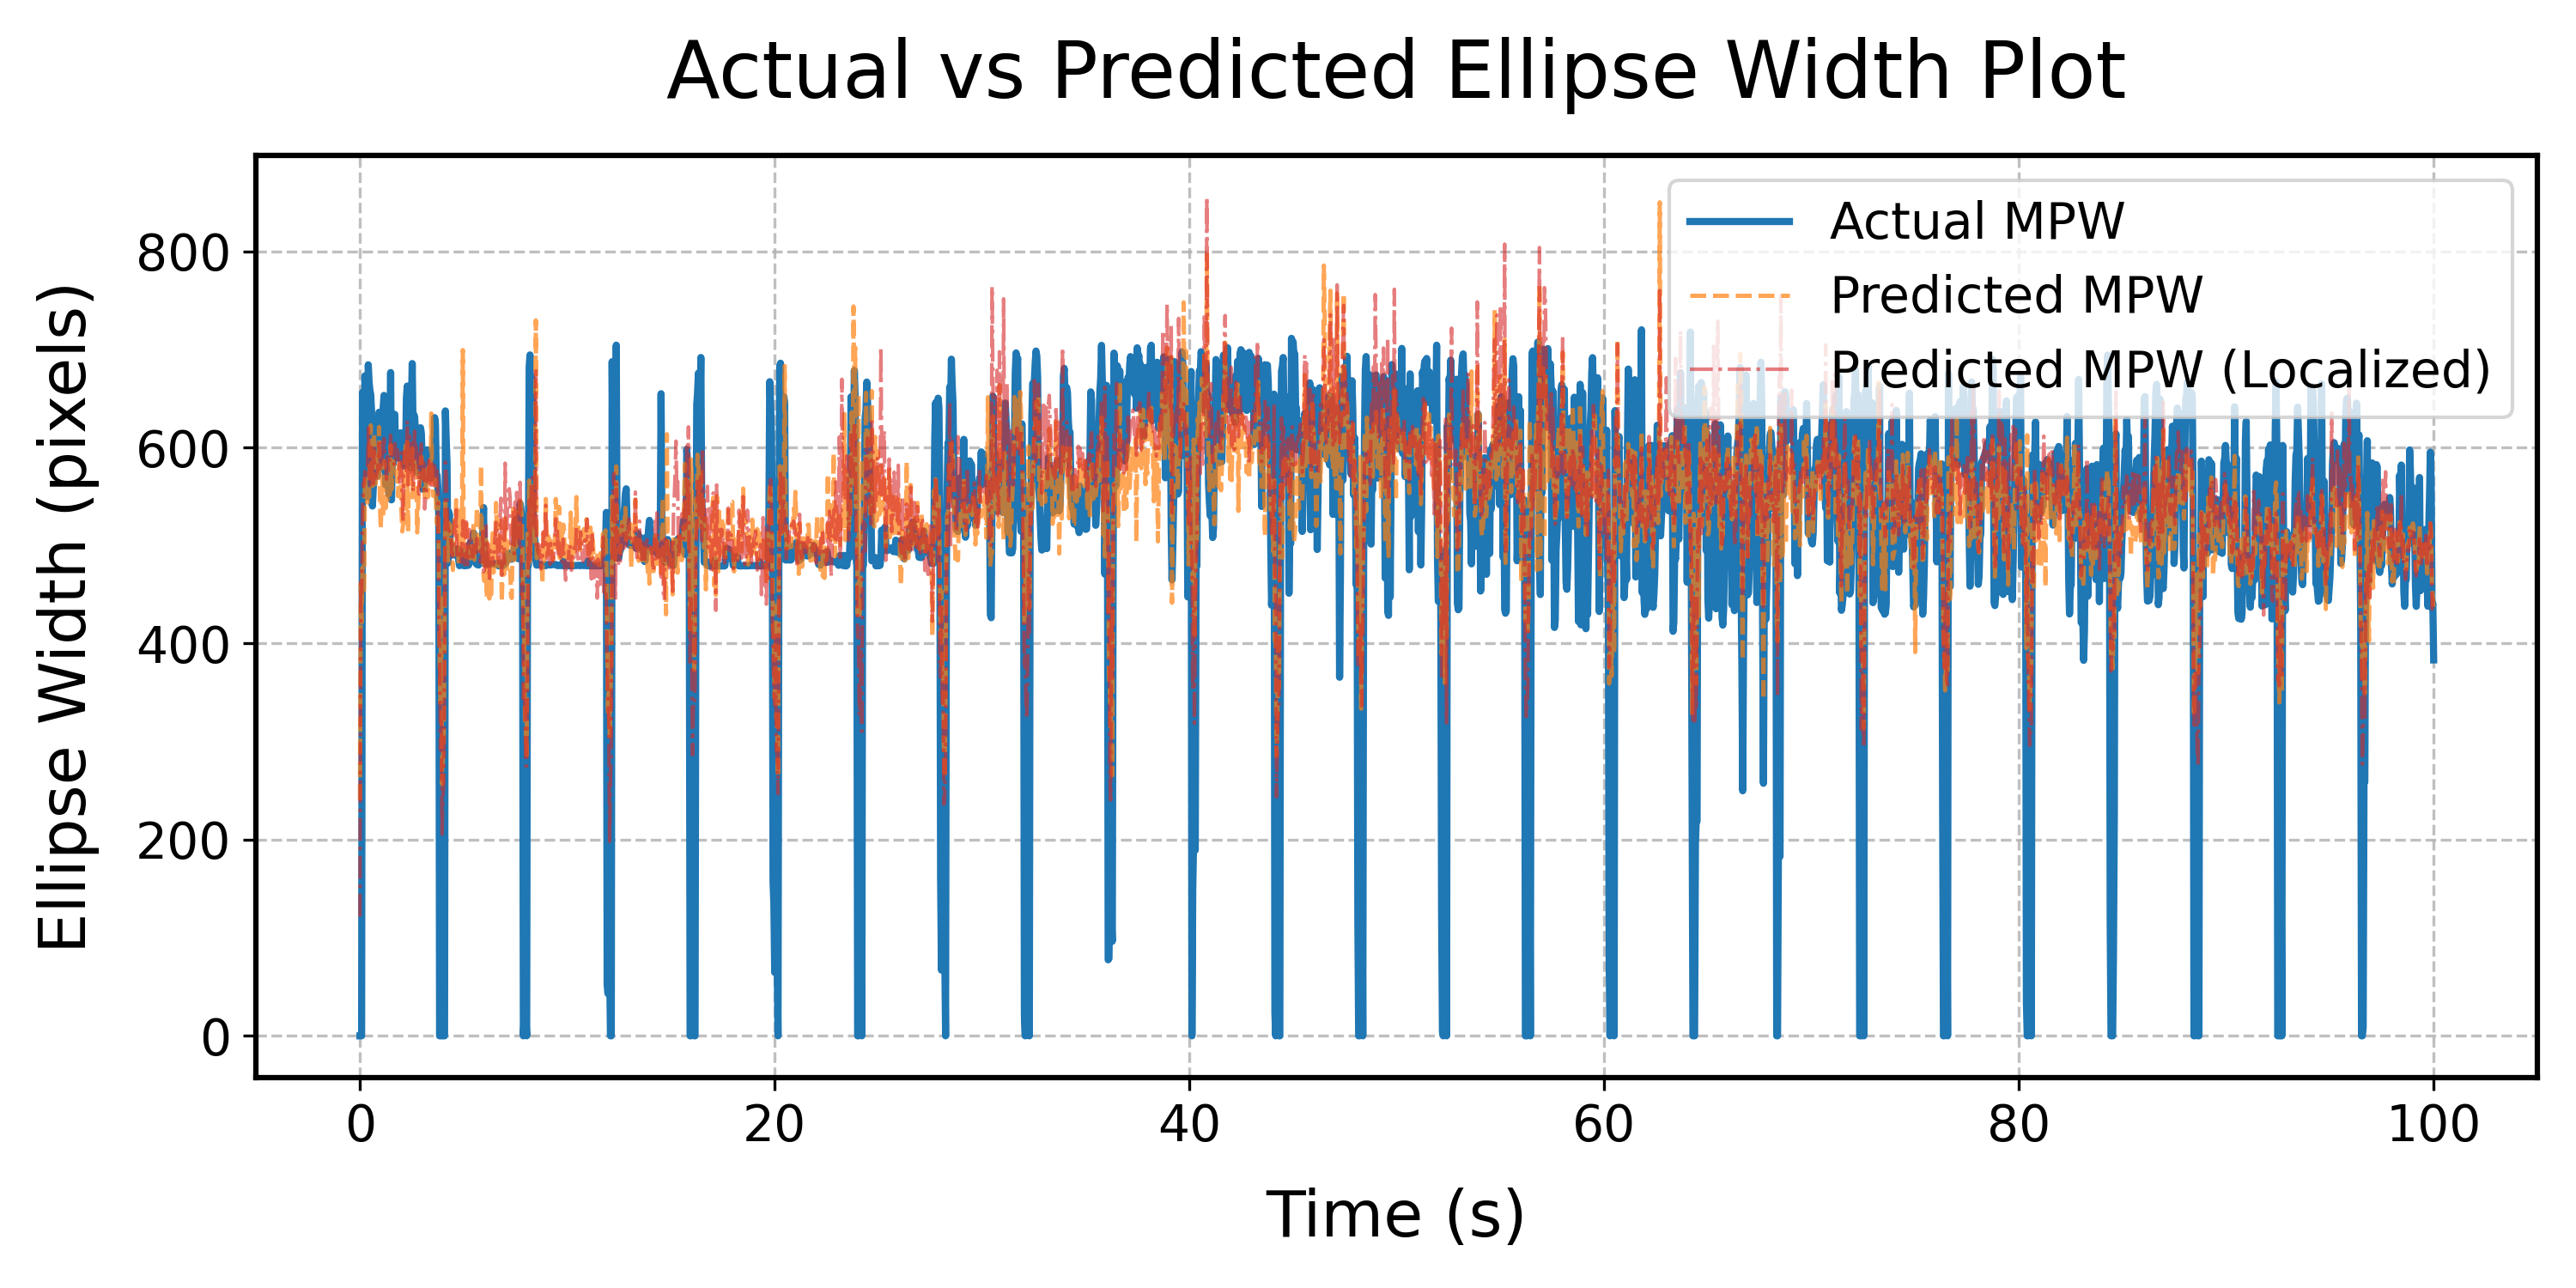 Actual vs Predicted Ellipse Width Plot
Ellipse Width (pixels)
800
600
400
200
0
Actual MPW
Predicted MPW
Predicted MPW (Localized)
0 20 40 60 80 100
Time (s)